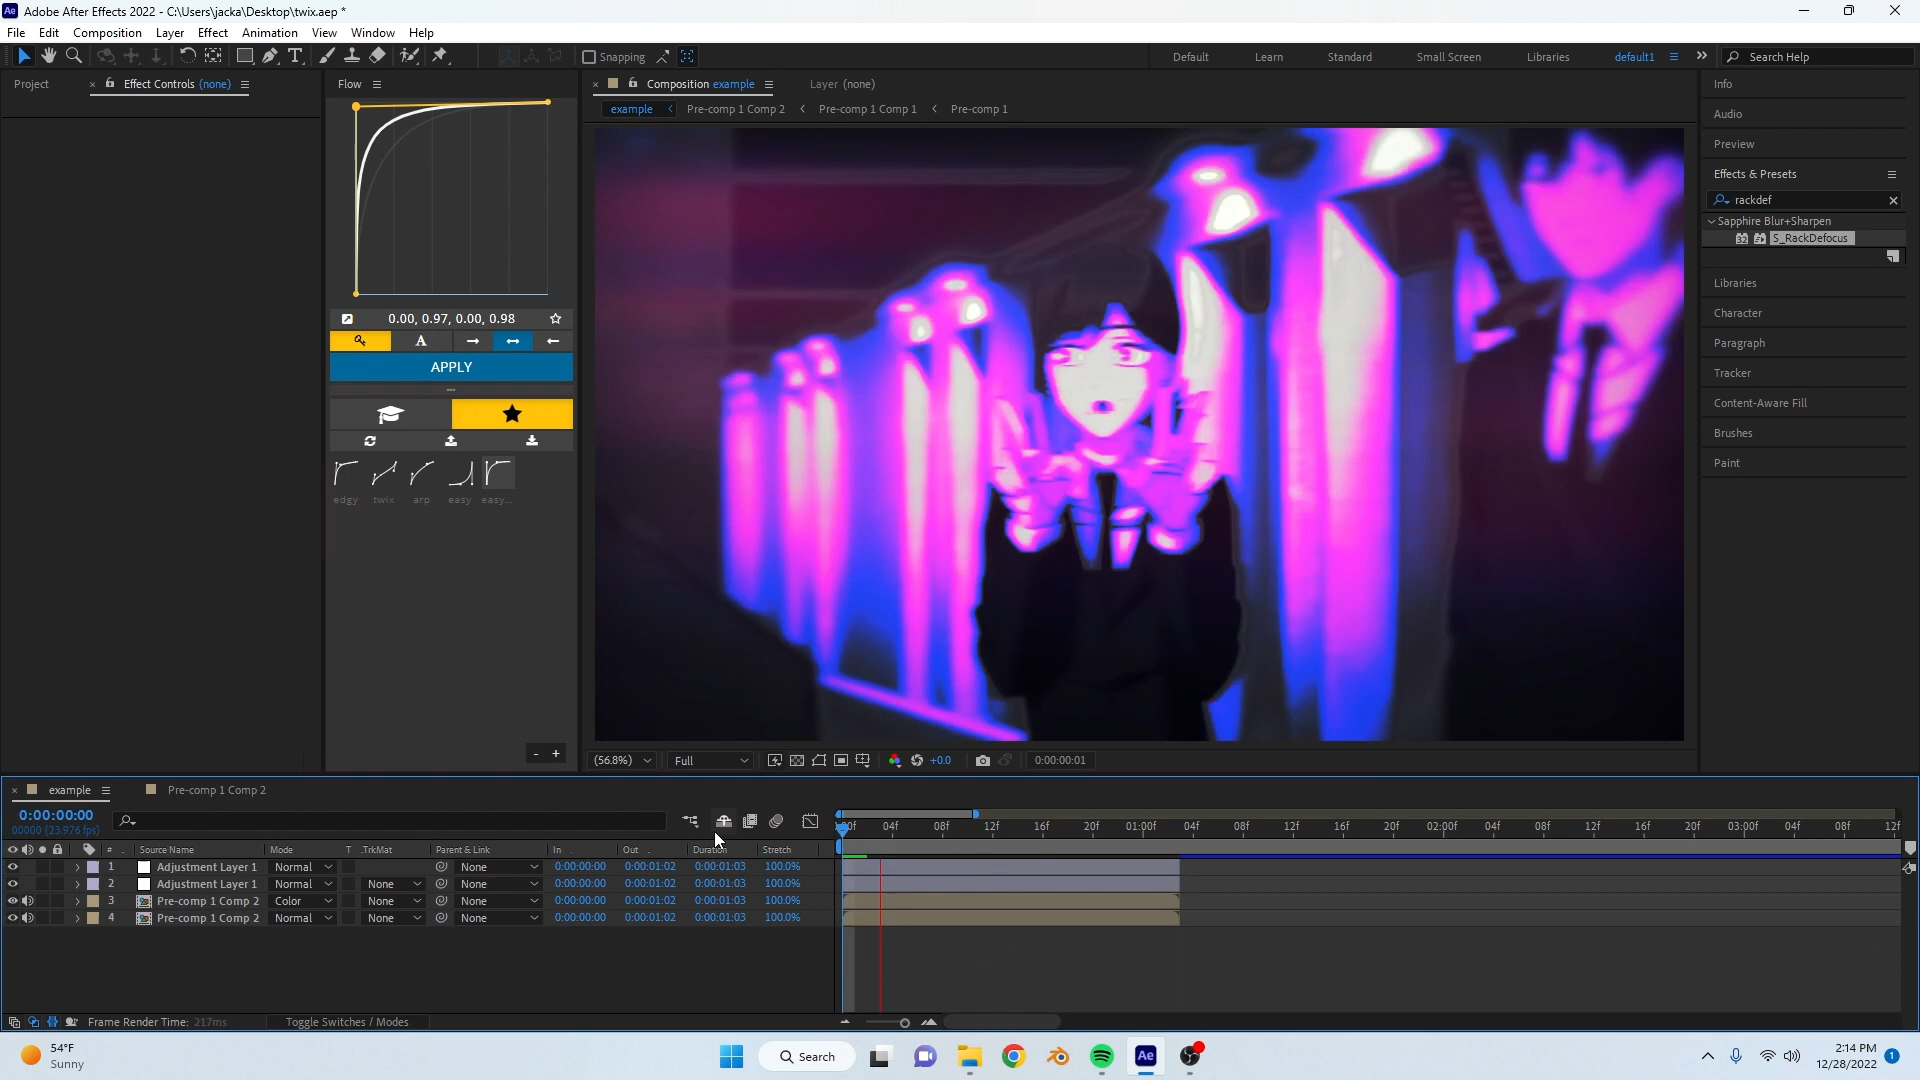 Adobe After Effects 2022 - C:\Users\jacka\Desktop\twix.aep *
File Edit Composition Layer Effect Animation View Window Help
Snapping
Default Learn Standard Small Screen Libraries default1 Search Help
Project Effect Controls (none)
Flow
Composition example Layer (none)
example Pre-comp 1 Comp 2 Pre-comp 1 Comp 1 Pre-comp 1
0.00, 0.97, 0.00, 0.98
A
APPLY
edgy twix arp easy easy...
- +
Info
Audio
Preview
Effects & Presets
rackdef
Sapphire Blur+Sharpen
32 S_RackDefocus
Libraries
Character
Paragraph
Tracker
Content-Aware Fill
Brushes
Paint
(56.8%) Full +0.0 0:00:00:01
example Pre-comp 1 Comp 2
0:00:00:00
00000 (23.976 fps)
00f 04f 08f 12f 16f 20f 01:00f 04f 08f 12f 16f 20f 02:00f 04f 08f 12f 16f 20f 03:00f 04f 08f 12f
# Source Name Mode T .TrkMat Parent & Link In Out Duration Stretch
1 Adjustment Layer 1 Normal None 0:00:00:00 0:00:01:02 0:00:01:03 100.0%
2 Adjustment Layer 1 Normal None None 0:00:00:00 0:00:01:02 0:00:01:03 100.0%
3 Pre-comp 1 Comp 2 Color None None 0:00:00:00 0:00:01:02 0:00:01:03 100.0%
4 Pre-comp 1 Comp 2 Normal None None 0:00:00:00 0:00:01:02 0:00:01:03 100.0%
Frame Render Time: 217ms Toggle Switches / Modes
54°F
Sunny
Search
Ae
2:14 PM
12/28/2022
1